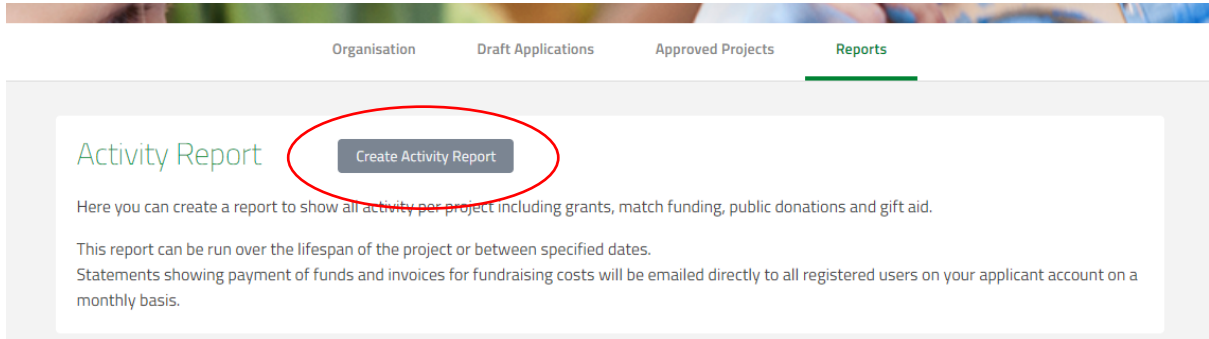 Organisation Draft Applications Approved Projects Reports
Activity Report Create Activity Report
Here you can create a report to show all activity per project including grants, match funding, public donations and gift aid.
This report can be run over the lifespan of the project or between specified dates.
Statements showing payment of funds and invoices for fundraising costs will be emailed directly to all registered users on your applicant account on a
monthly basis.